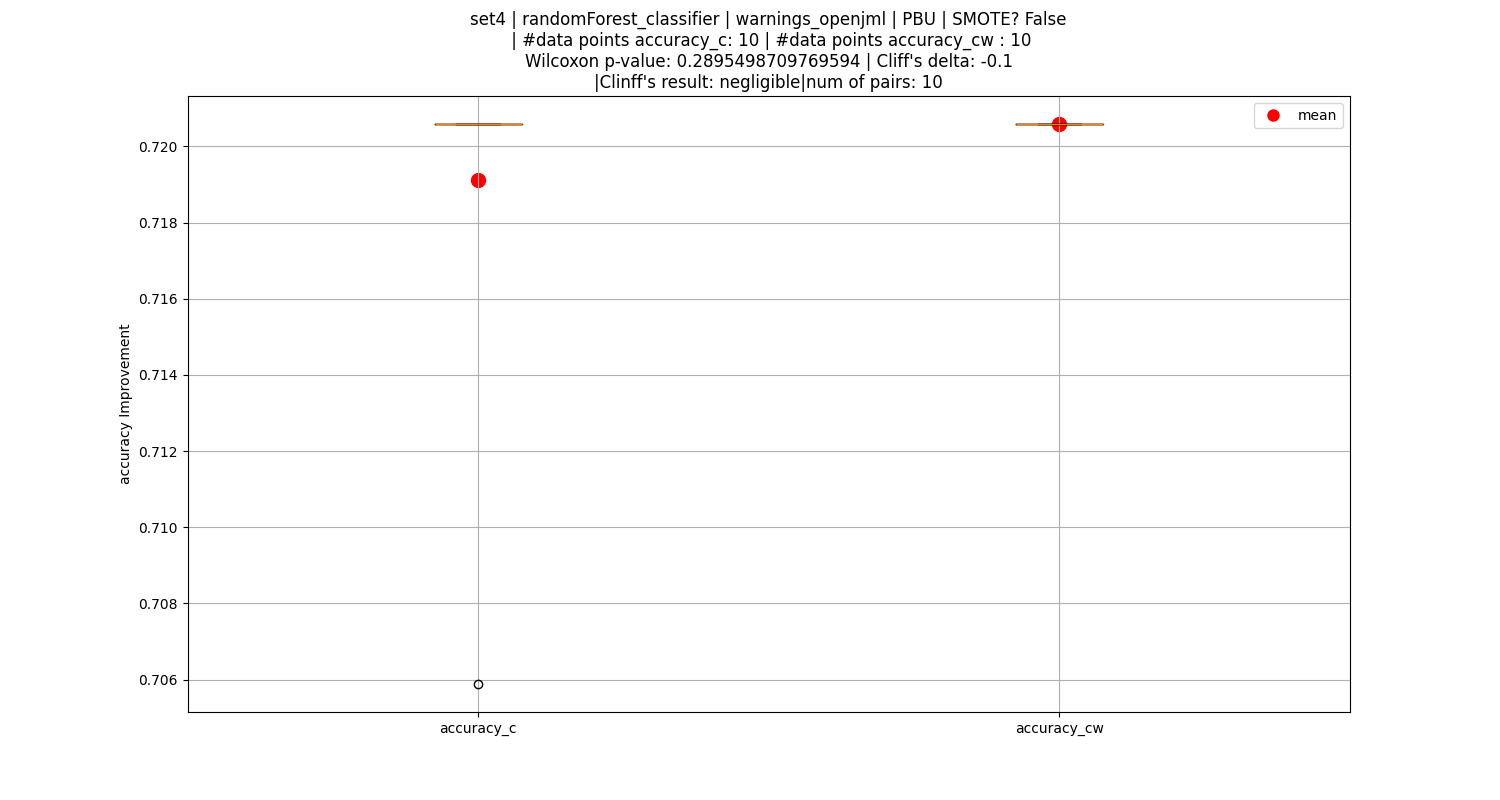 set4 | randomForest_classifier | warnings_openjml | PBU | SMOTE? False
| #data points accuracy_c: 10 | #data points accuracy_cw : 10
Wilcoxon p-value: 0.2895498709769594 | Cliff's delta: -0.1
|Clinff's result: negligible|num of pairs: 10
mean
0.720
0.718
0.716
0.714
0.712
0.710
0.708
0.706
accuracy Improvement
accuracy_c
accuracy_cw